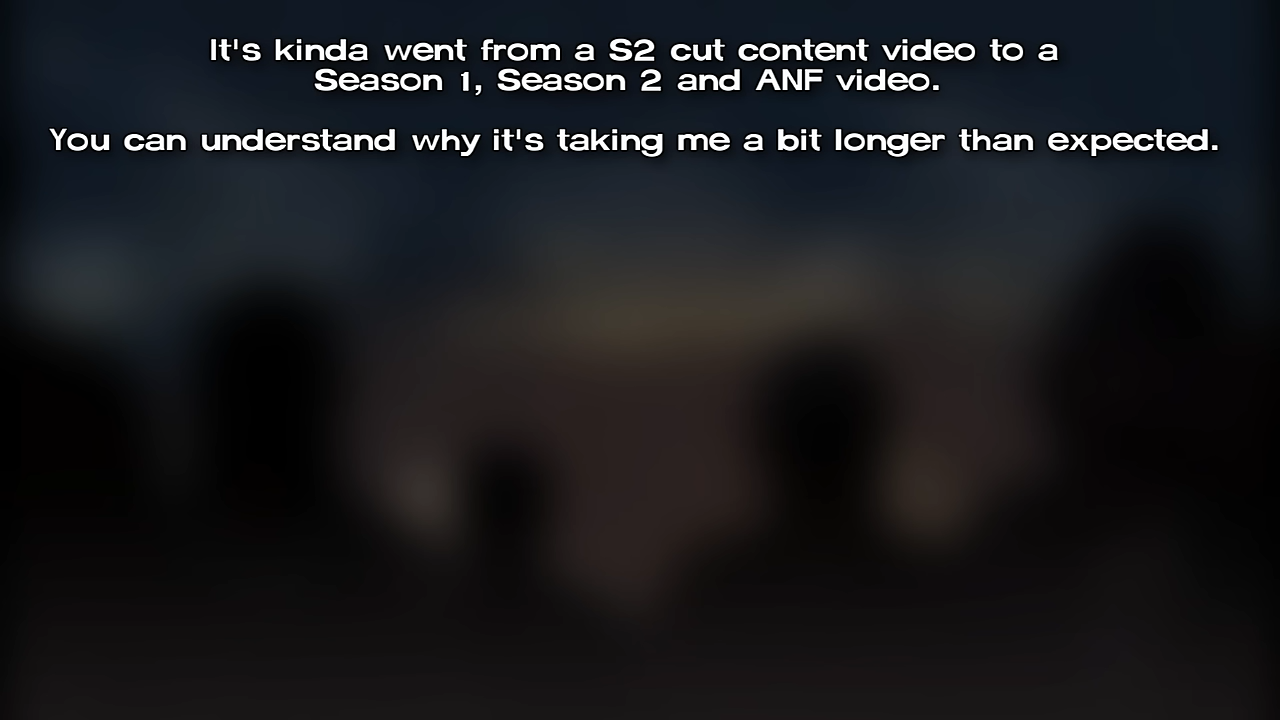 It's kinda went from a S2 cut content video to a
Season 1, Season 2 and ANF video.
You can understand why it's taking me a bit longer than expected.